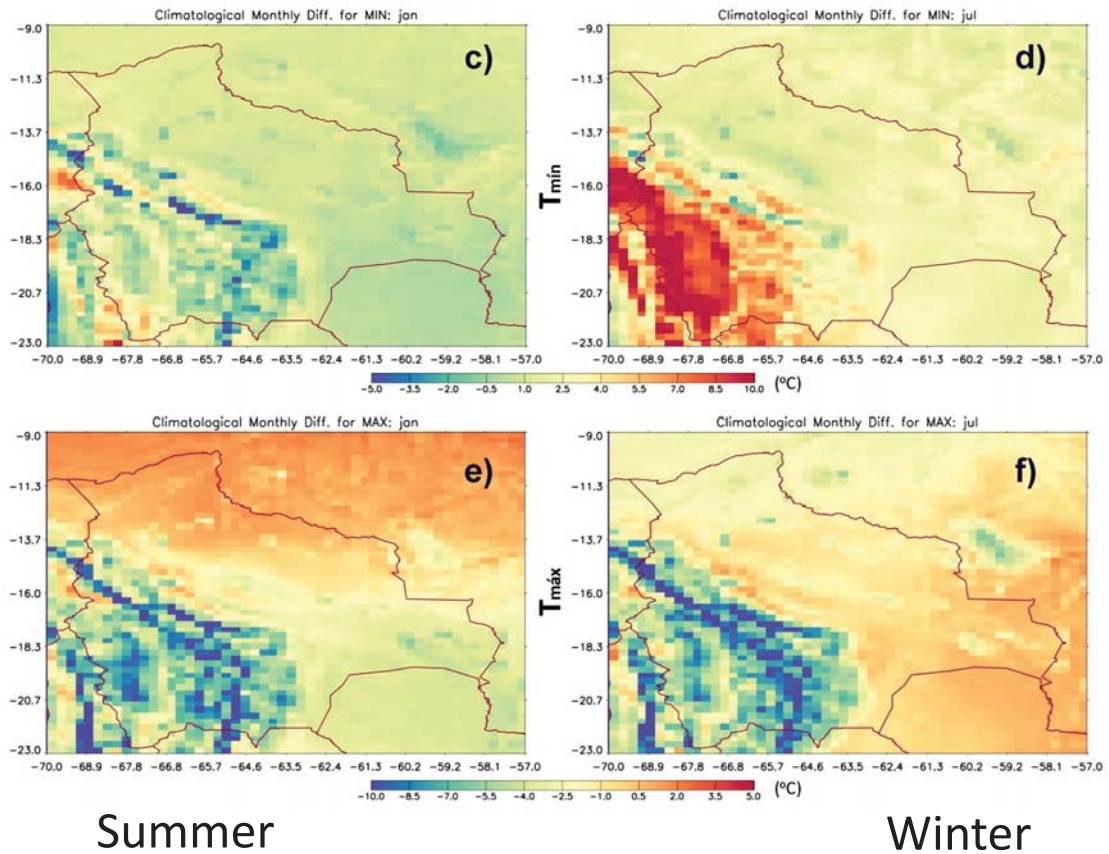 Climatological Monthly Diff. for MIN: jan
Climatological Monthly Diff. for MIN: jul
c)
d)
−9.0
−11.3
−13.7
−16.0
−18.3
−20.7
−23.0
−70.0 −68.9 −67.8 −66.8 −65.7 −64.6 −63.5 −62.4 −61.3 −60.2 −59.2 −58.1 −57.0
Tmín
−9.0
−11.3
−13.7
−16.0
−18.3
−20.7
−23.0
−70.0 −68.9 −67.8 −66.8 −65.7 −64.6 −63.5 −62.4 −61.3 −60.2 −59.2 −58.1 −57.0
−5.0 −3.5 −2.0 −0.5 1.0 2.5 4.0 5.5 7.0 8.5 10.0 (ºC)
Climatological Monthly Diff. for MAX: jan
Climatological Monthly Diff. for MAX: jul
e)
f)
−9.0
−11.3
−13.7
−16.0
−18.3
−20.7
−23.0
−70.0 −68.9 −67.8 −66.8 −65.7 −64.6 −63.5 −62.4 −61.3 −60.2 −59.2 −58.1 −57.0
Tmáx
−9.0
−11.3
−13.7
−16.0
−18.3
−20.7
−23.0
−70.0 −68.9 −67.8 −66.8 −65.7 −64.6 −63.5 −62.4 −61.3 −60.2 −59.2 −58.1 −57.0
−10.0 −8.5 −7.0 −5.5 −4.0 −2.5 −1.0 0.5 2.0 3.5 5.0 (ºC)
Summer
Winter